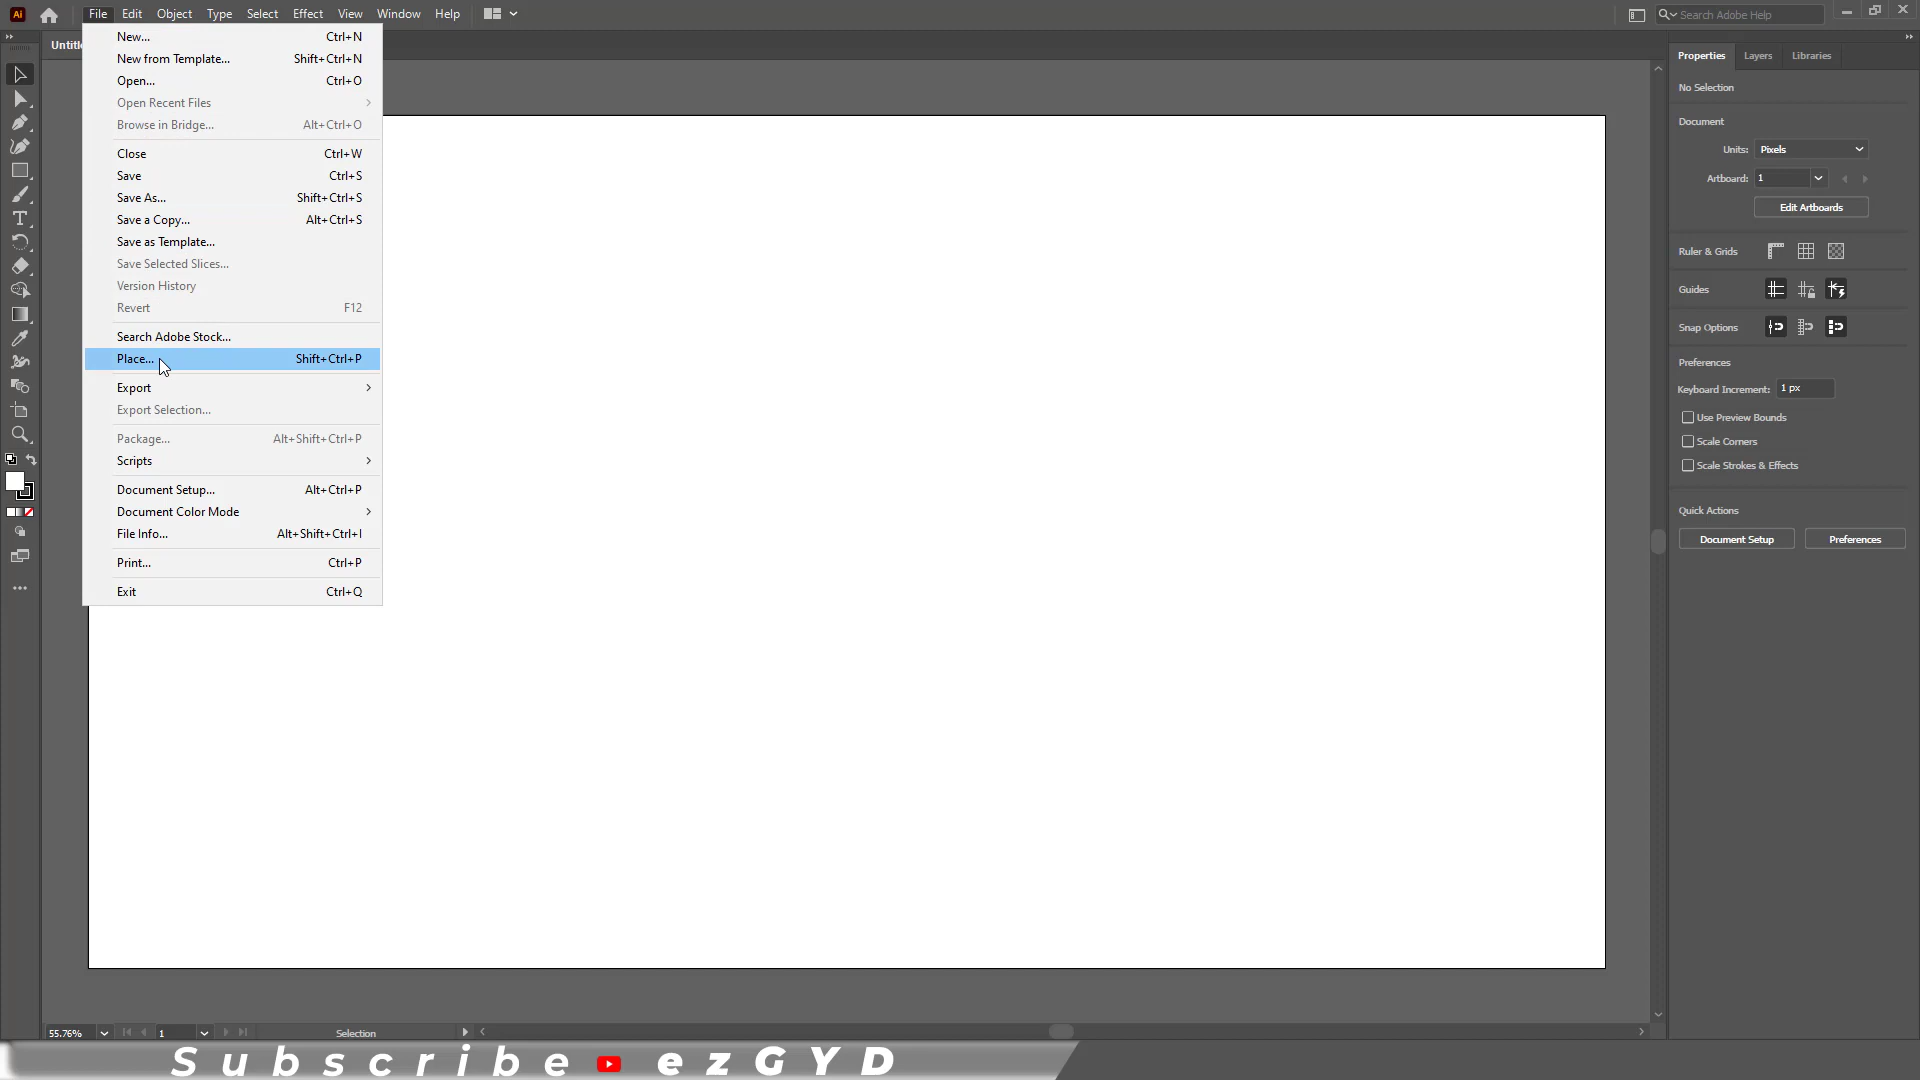 Ai File Edit Object Type Select Effect View Window Help Search Adobe Help
New... Ctrl+N
New from Template... Shift+Ctrl+N
Open... Ctrl+O
Open Recent Files
Browse in Bridge... Alt+Ctrl+O
Close Ctrl+W
Save Ctrl+S
Save As... Shift+Ctrl+S
Save a Copy... Alt+Ctrl+S
Save as Template...
Save Selected Slices...
Version History
Revert F12
Search Adobe Stock...
Place... Shift+Ctrl+P
Export
Export Selection...
Package... Alt+Shift+Ctrl+P
Scripts
Document Setup... Alt+Ctrl+P
Document Color Mode
File Info... Alt+Shift+Ctrl+I
Print... Ctrl+P
Exit Ctrl+Q
Properties Layers Libraries
No Selection
Document
Units: Pixels
Artboard: 1
Edit Artboards
Ruler & Grids
Guides
Snap Options
Preferences
Keyboard Increment: 1 px
Use Preview Bounds
Scale Corners
Scale Strokes & Effects
Quick Actions
Document Setup Preferences
55.76% 1 Selection
Subscribe ezGYD